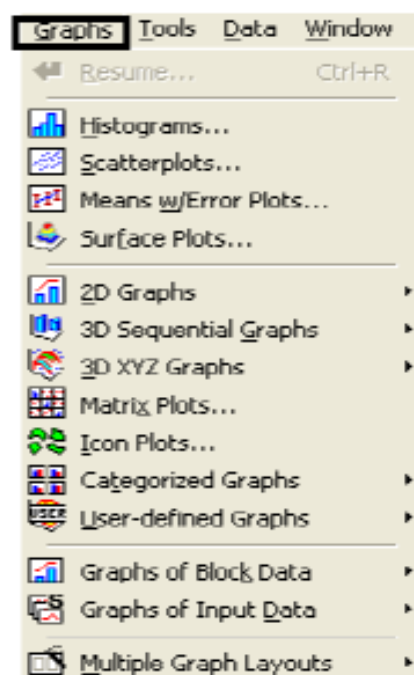 Graphs Tools Data Window
Resume... Ctrl+R
Histograms...
Scatterplots...
Means w/Error Plots...
Surface Plots...
2D Graphs
3D Sequential Graphs
3D XYZ Graphs
Matrix Plots...
Icon Plots...
Categorized Graphs
USER User-defined Graphs
Graphs of Block Data
Graphs of Input Data
Multiple Graph Layouts